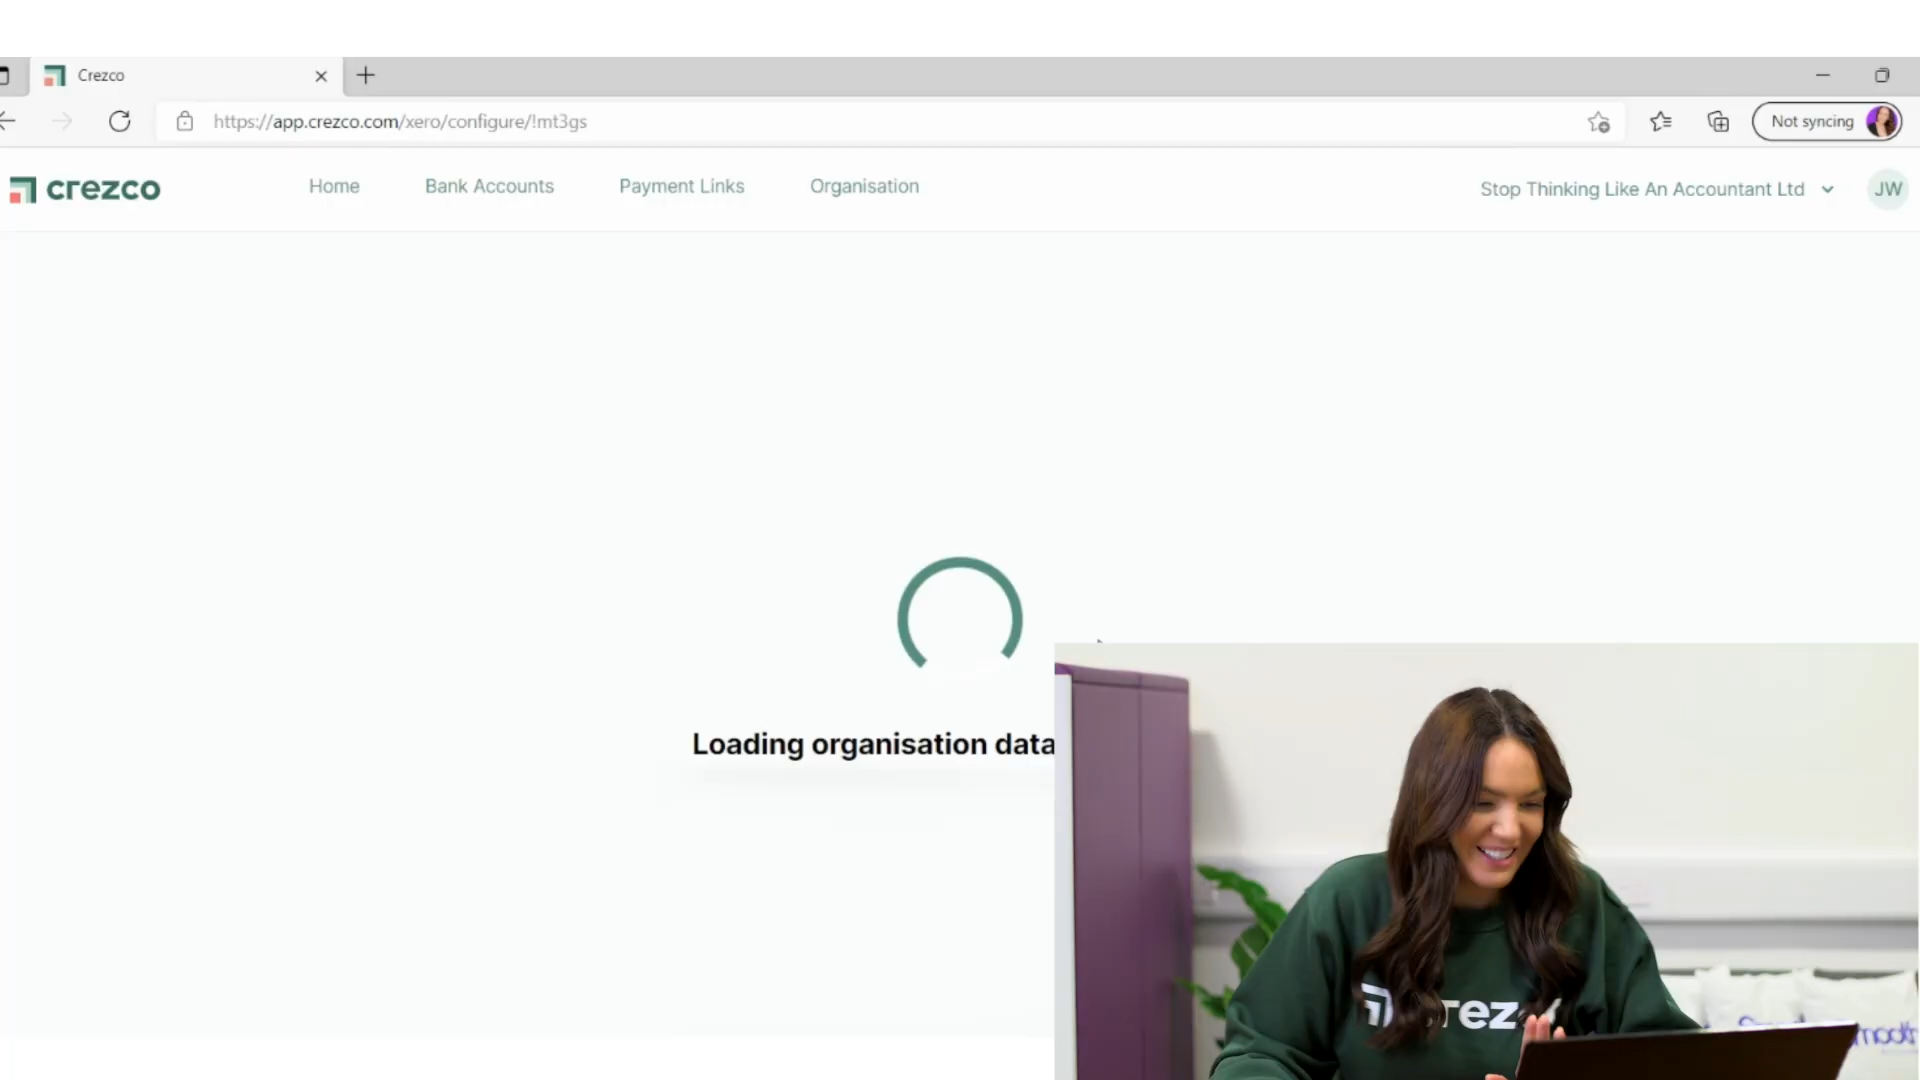 Crezco
https://app.crezco.com/xero/configure/!mt3gs
Not syncing
crezco
Home
Bank Accounts
Payment Links
Organisation
Stop Thinking Like An Accountant Ltd
JW
Loading organisation data